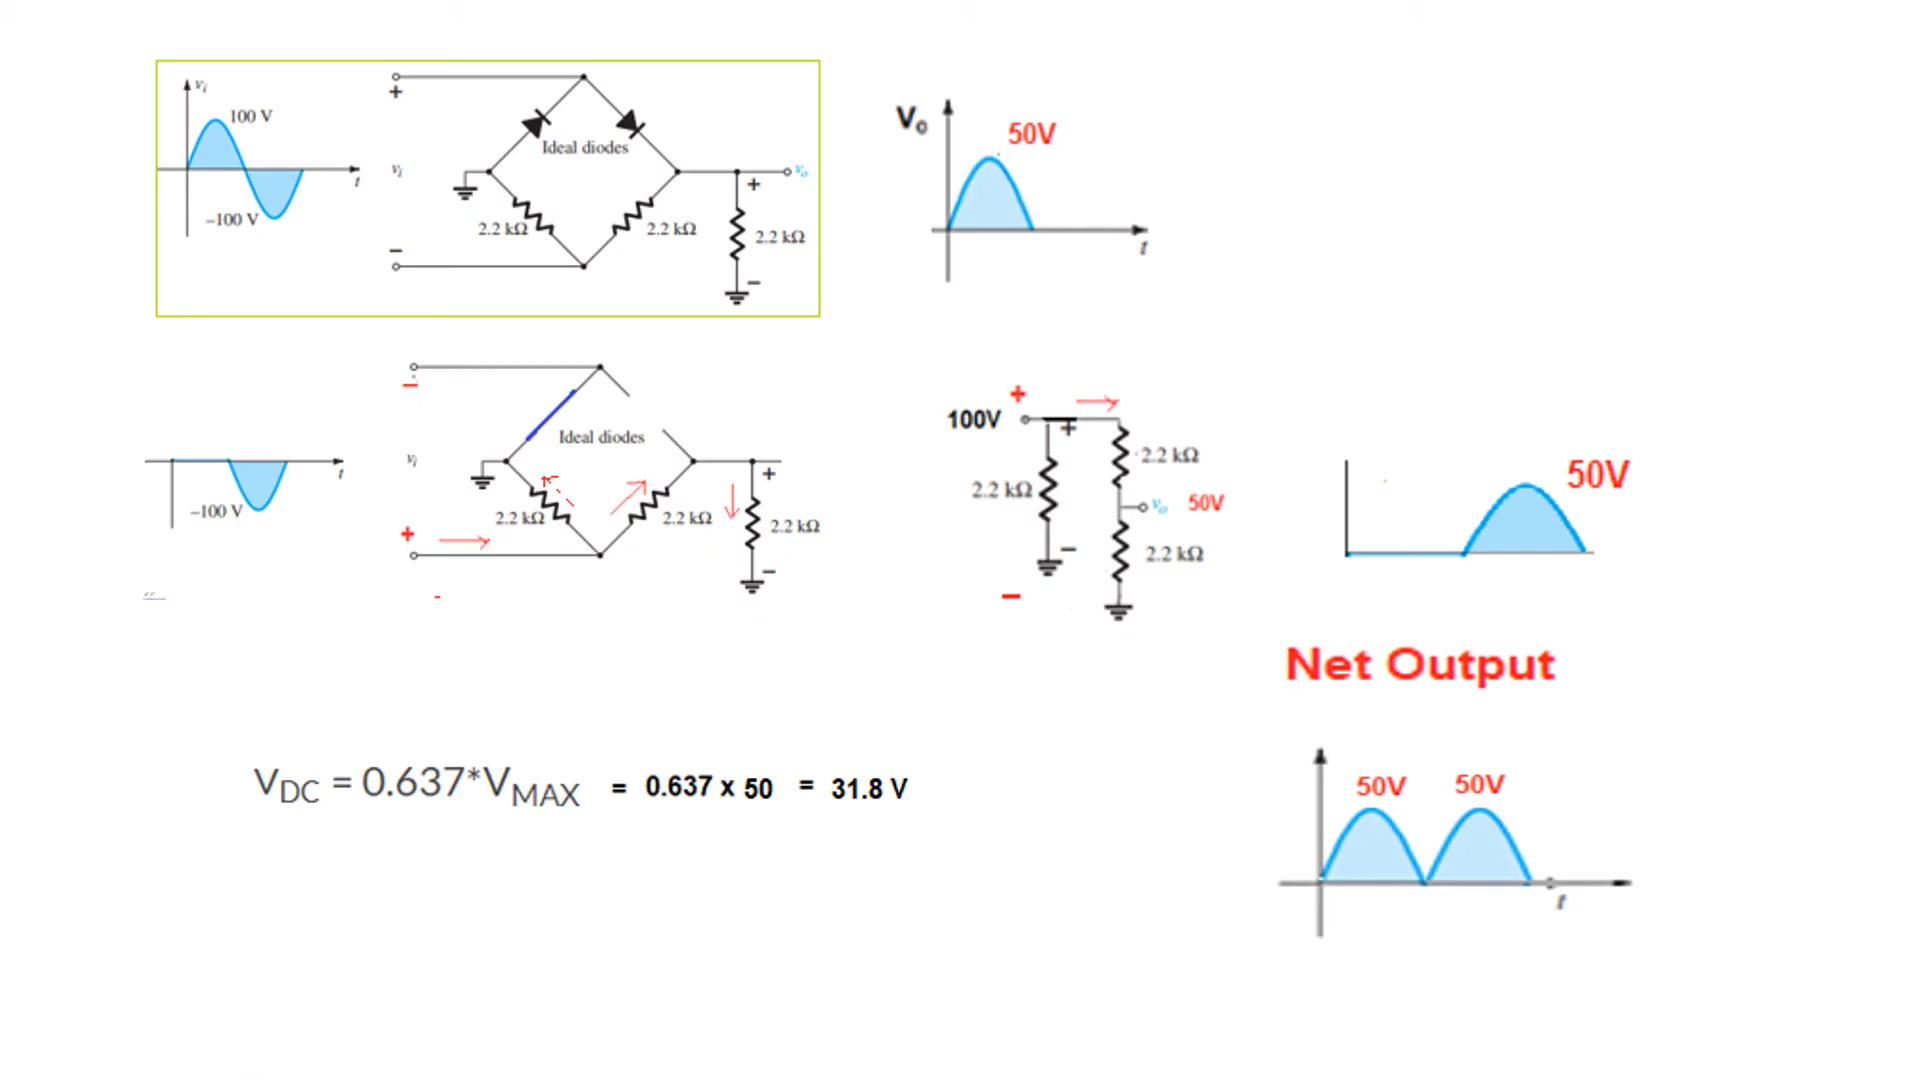 vi
100 V
–100 V
t
+
vi
–
Ideal diodes
2.2 kΩ
2.2 kΩ
vo
+
2.2 kΩ
–
Vo
50V
t
–100 V
t
–
vi
+
Ideal diodes
2.2 kΩ
2.2 kΩ
+
2.2 kΩ
–
-
+
100V
+
2.2 kΩ
2.2 kΩ
vo 50V
2.2 kΩ
–
–
50V
Net Output
50V 50V
t
VDC = 0.637*VMAX = 0.637 x 50 = 31.8 V